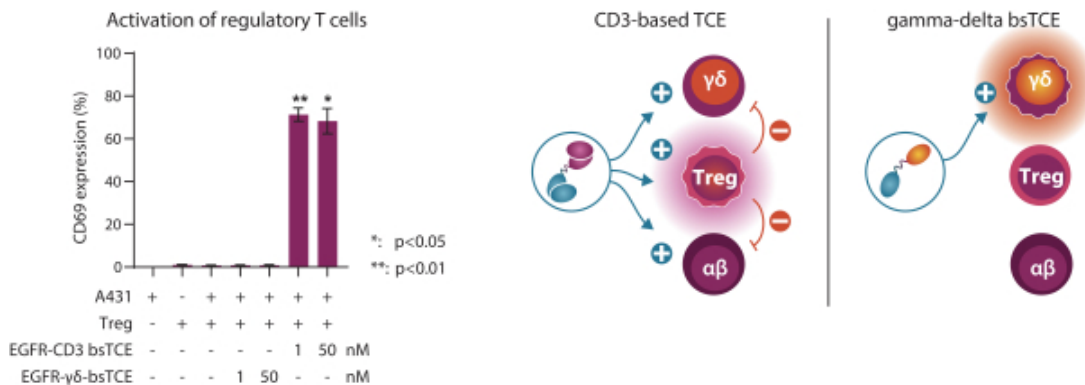 Activation of regulatory T cells
CD3-based TCE
gamma-delta bsTCE
CD69 expression (%)
100
80
60
40
20
0
** *
*: p<0.05
**: p<0.01
A431 + - + + + + +
Treg - + + + + + +
EGFR-CD3 bsTCE - - - - - 1 50 nM
EGFR-γδ-bsTCE - - - 1 50 - - nM
+ γδ
+ −
Treg
+ −
αβ
+ γδ
Treg
αβ